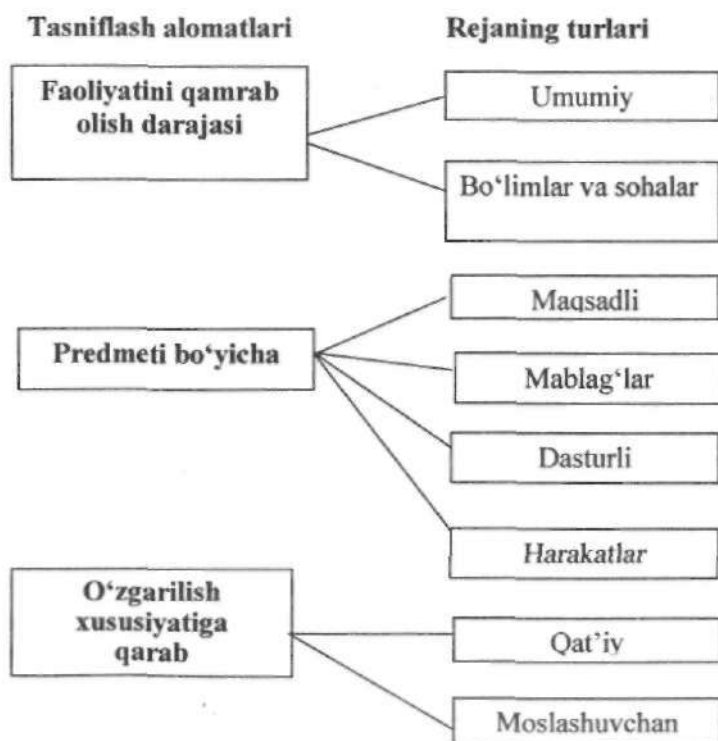 Tasniflash alomatlari
Rejaning turlari
Faoliyatini qamrab
olish darajasi
Umumiy
Bo‘limlar va sohalar
Predmeti bo‘yicha
Maqsadli
Mablag‘lar
Dasturli
Harakatlar
O‘zgarilish
xususiyatiga
qarab
Qat’iy
Moslashuvchan